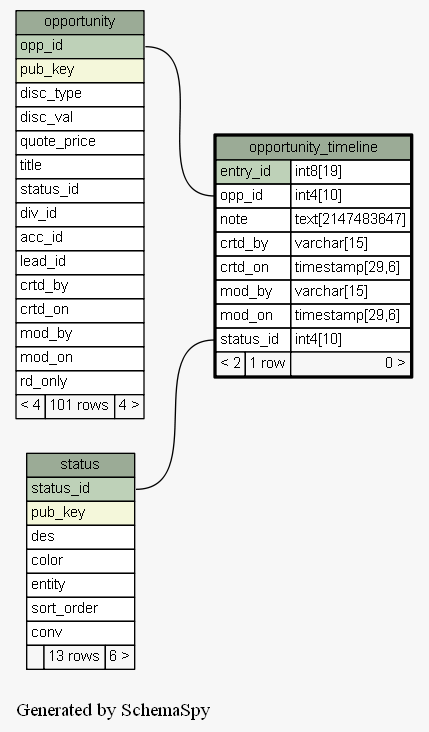 opportunity
opp_id
pub_key
disc_type
disc_val
quote_price
title
status_id
div_id
acc_id
lead_id
crtd_by
crtd_on
mod_by
mod_on
rd_only
< 4 101 rows 4 >
opportunity_timeline
entry_id int8[19]
opp_id int4[10]
note text[2147483647]
crtd_by varchar[15]
crtd_on timestamp[29,6]
mod_by varchar[15]
mod_on timestamp[29,6]
status_id int4[10]
< 2 1 row 0 >
status
status_id
pub_key
des
color
entity
sort_order
conv
13 rows 6 >
Generated by SchemaSpy